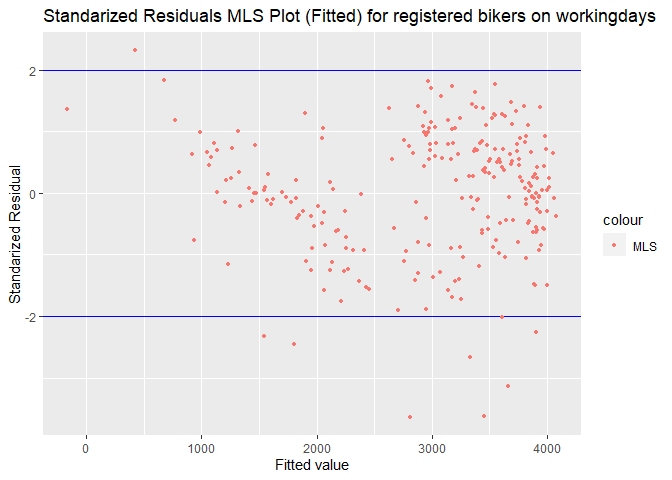 Standarized Residuals MLS Plot (Fitted) for registered bikers on workingdays
2
0
-2
Standarized Residual
0 1000 2000 3000 4000
Fitted value
colour
MLS